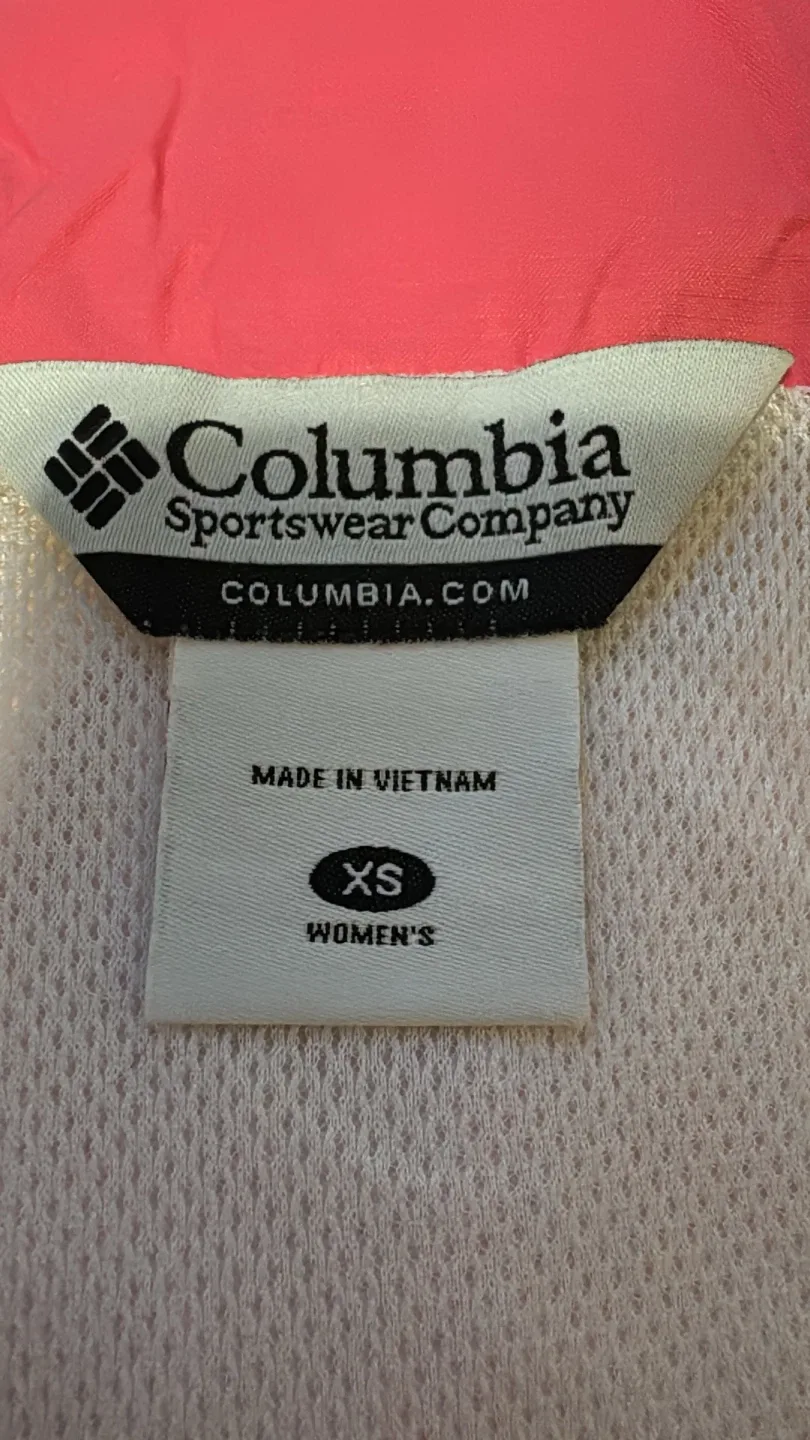 Columbia
Sportswear Company
COLUMBIA.COM
MADE IN VIETNAM
XS
WOMEN'S